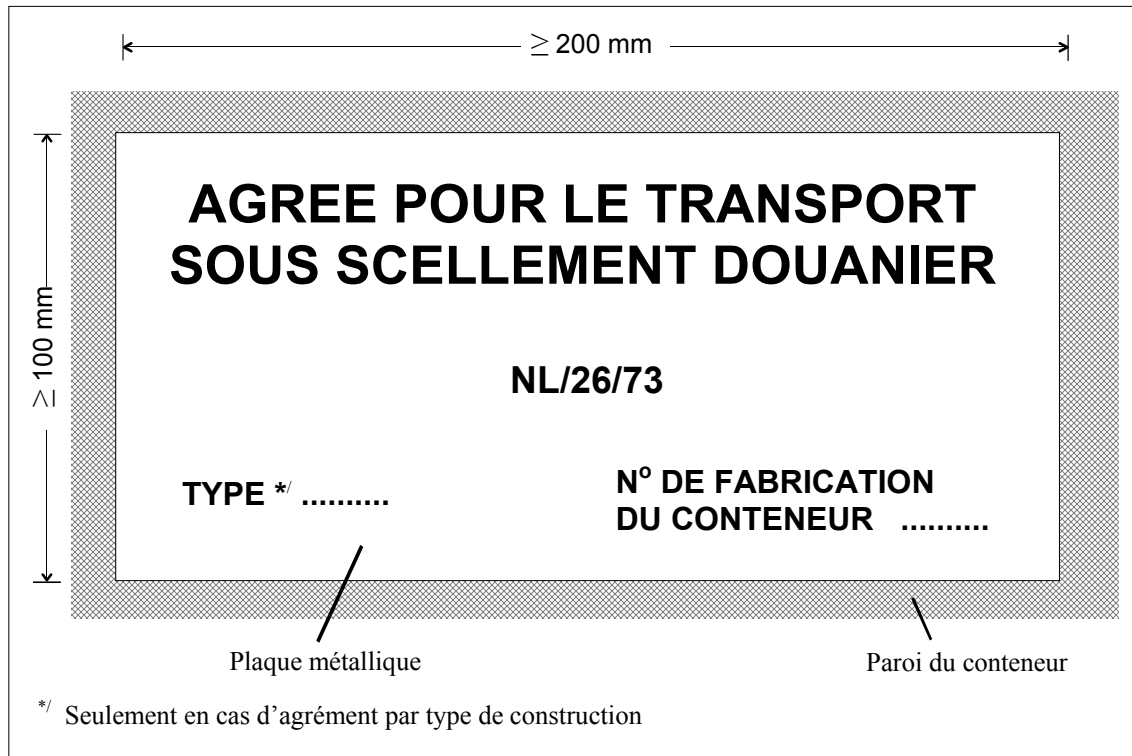 ≥ 200 mm
≥ 100 mm
AGREE POUR LE TRANSPORT
SOUS SCELLEMENT DOUANIER
NL/26/73
TYPE */ ..........
N° DE FABRICATION
DU CONTENEUR ..........
Plaque métallique
Paroi du conteneur
*/ Seulement en cas d’agrément par type de construction